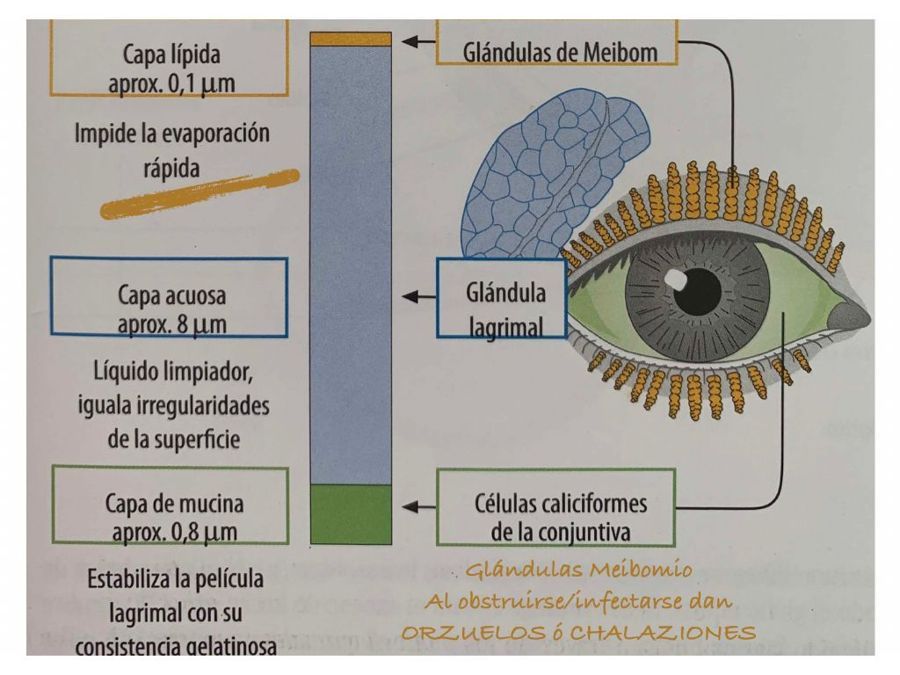 Capa lípida
aprox. 0,1 µm
Glándulas de Meibom
Impide la evaporación
rápida
Capa acuosa
aprox. 8 µm
Glándula
lagrimal
Líquido limpiador,
iguala irregularidades
de la superficie
Capa de mucina
aprox. 0,8 µm
Células caliciformes
de la conjuntiva
Estabiliza la película
lagrimal con su
consistencia gelatinosa
Glándulas Meibomio
Al obstruirse/infectarse dan
ORZUELOS ó CHALAZIONES